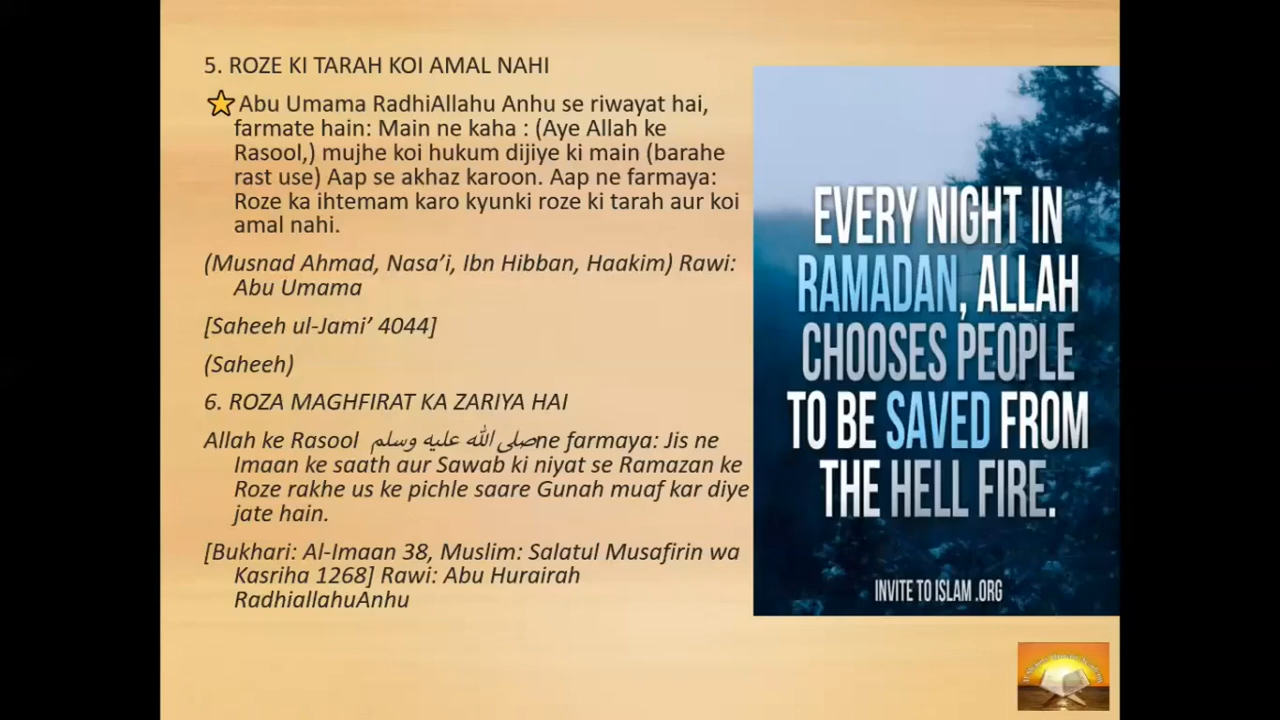 5. ROZE KI TARAH KOI AMAL NAHI
Abu Umama RadhiAllahu Anhu se riwayat hai,
farmate hain: Main ne kaha : (Aye Allah ke
Rasool,) mujhe koi hukum dijiye ki main (barahe
rast use) Aap se akhaz karoon. Aap ne farmaya:
Roze ka ihtemam karo kyunki roze ki tarah aur koi
amal nahi.
(Musnad Ahmad, Nasa’i, Ibn Hibban, Haakim) Rawi:
Abu Umama
[Saheeh ul-Jami’ 4044]
(Saheeh)
6. ROZA MAGHFIRAT KA ZARIYA HAI
Allah ke Rasool صلى الله عليه وسلم ne farmaya: Jis ne
Imaan ke saath aur Sawab ki niyat se Ramazan ke
Roze rakhe us ke pichle saare Gunah muaf kar diye
jate hain.
[Bukhari: Al-Imaan 38, Muslim: Salatul Musafirin wa
Kasriha 1268] Rawi: Abu Hurairah
RadhiallahuAnhu
EVERY NIGHT IN
RAMADAN, ALLAH
CHOOSES PEOPLE
TO BE SAVED FROM
THE HELL FIRE.
INVITE TO ISLAM .ORG